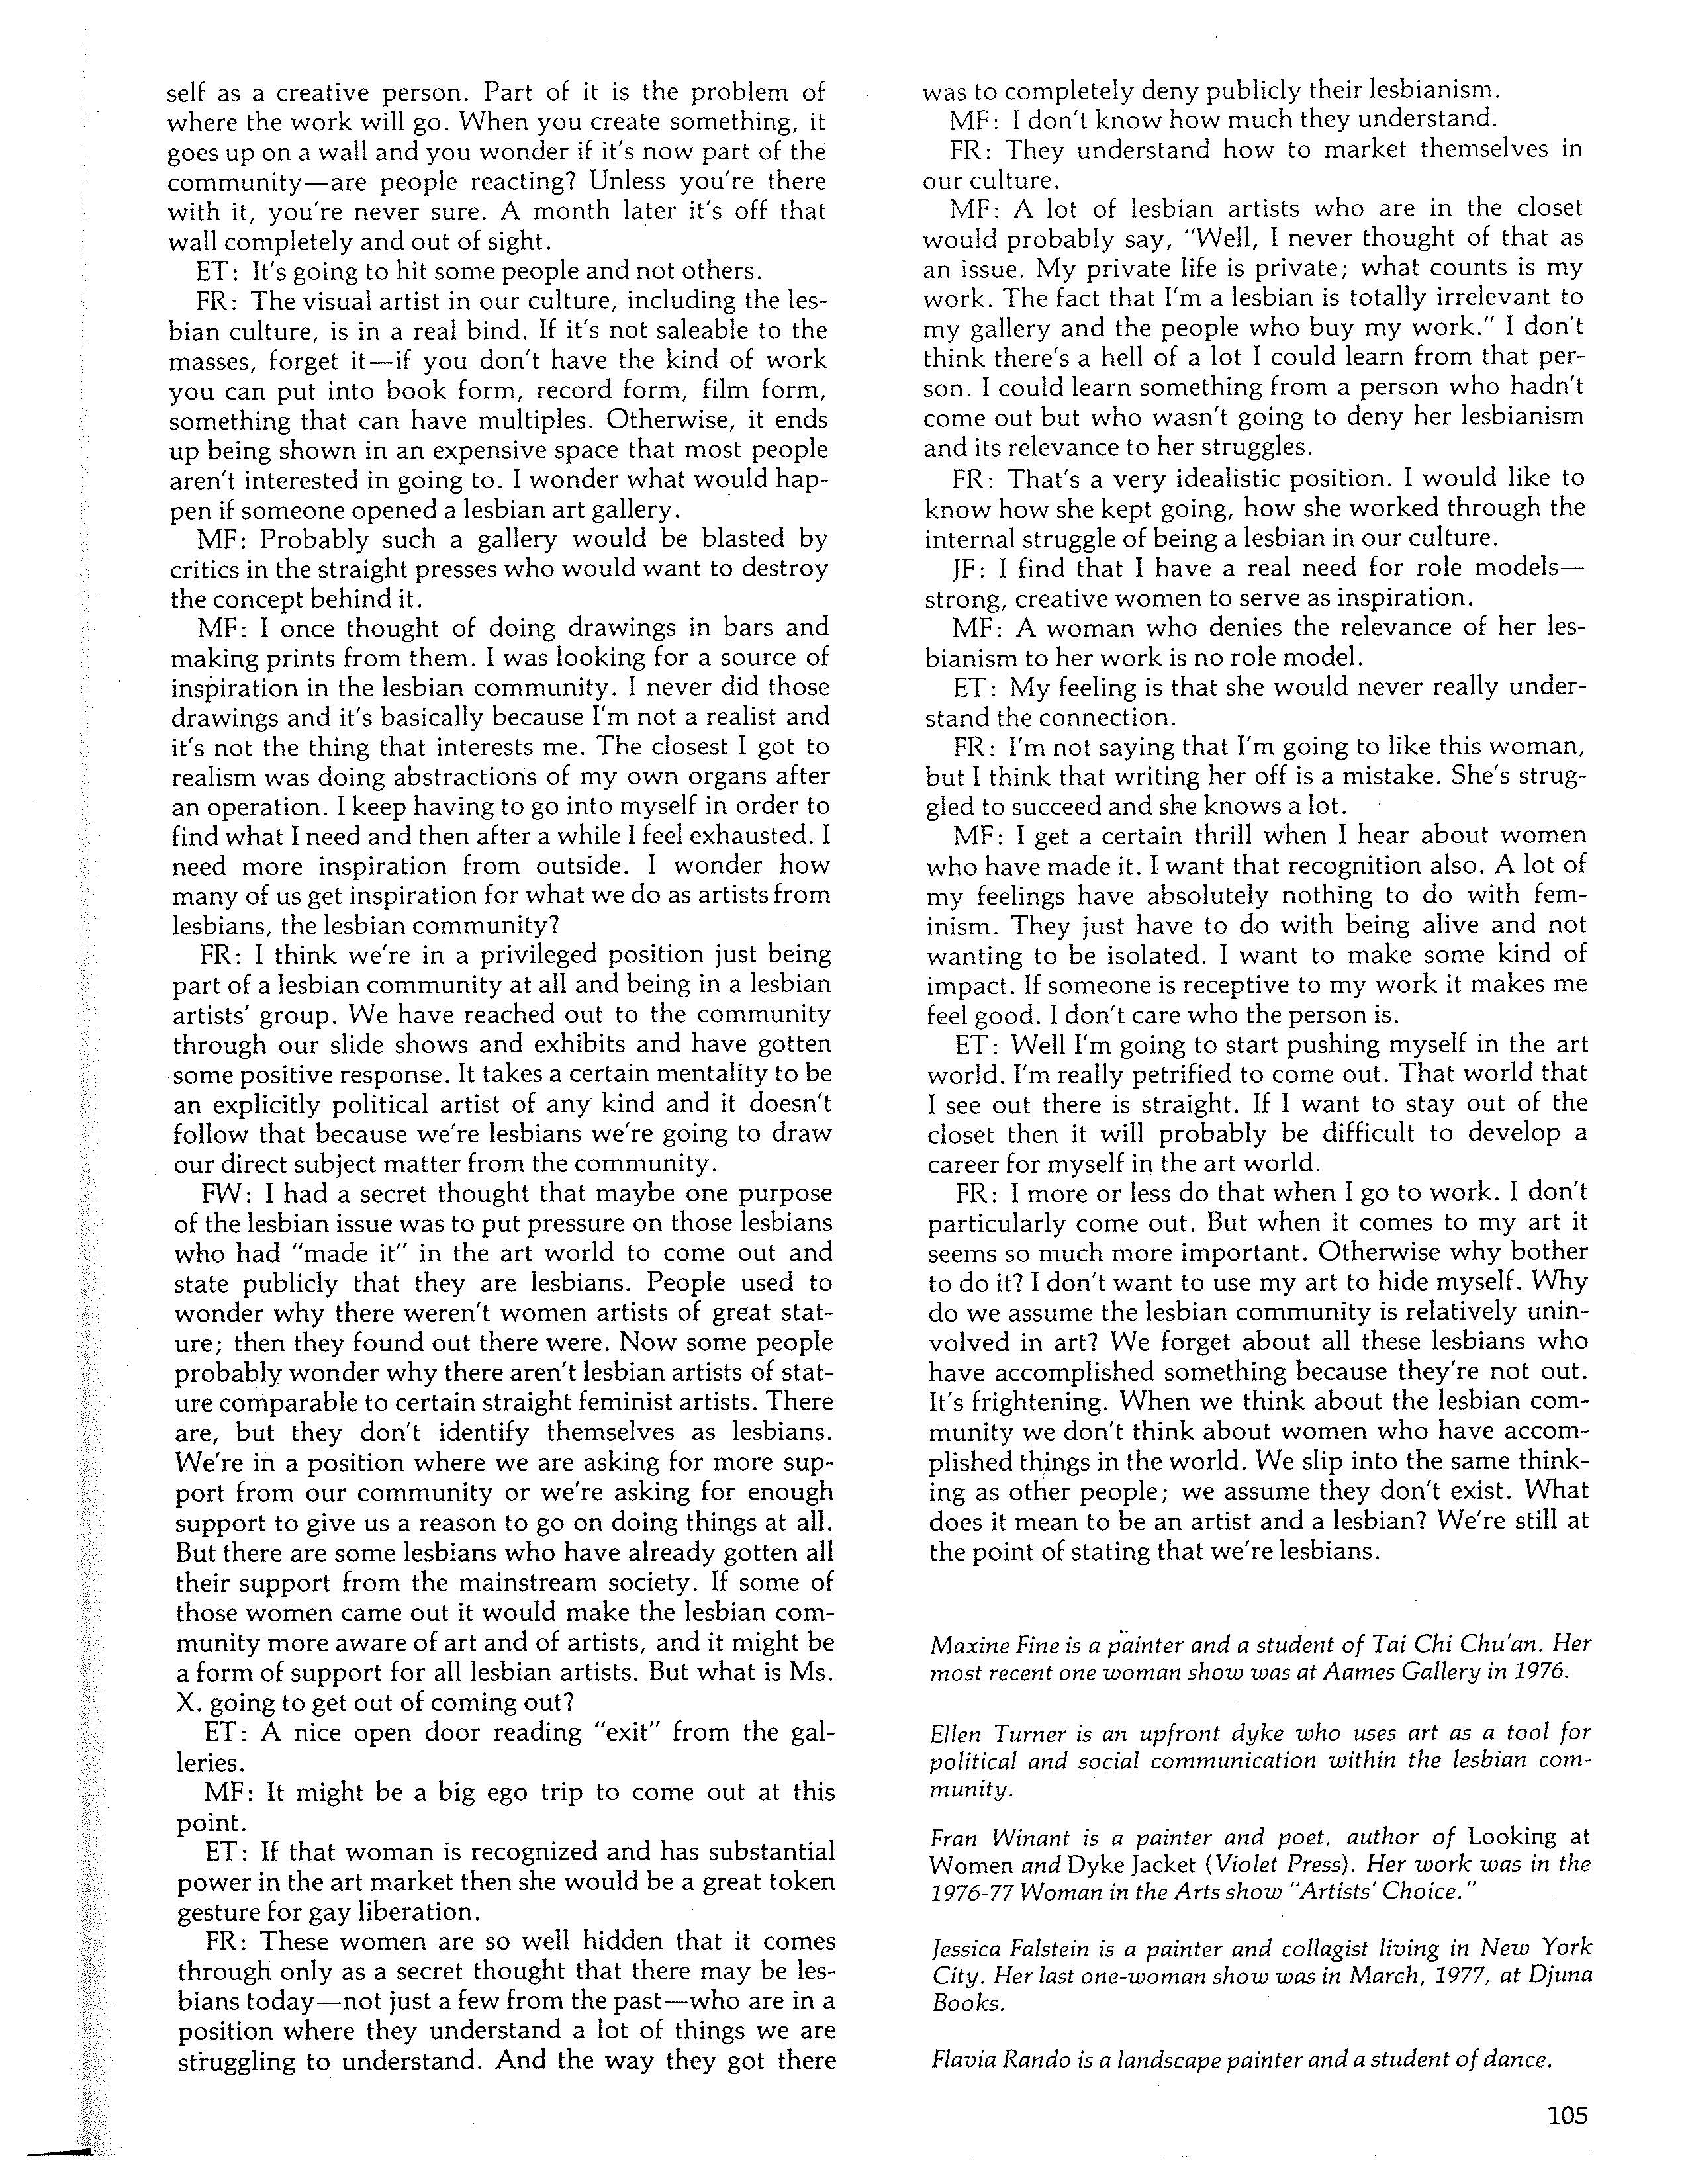 self as a creative person. Part of it is the problem of
where the work will go. When you create something, it
goes up on a wall and you wonder if it's now part of the
community—are people reacting? Unless you're there
with it, you're never sure. A month later it's off that
wall completely and out of sight.
ET: It's going to hit some people and not others.
FR: The visual artist in our culture, including the les-
bian culture, is in a real bind. If it's not saleable to the
masses, forget it—if you don't have the kind of work
you can put into book form, record form, film form,
something that can have multiples. Otherwise, it ends
up being shown in an expensive space that most people
aren't interested in going to. I wonder what would hap-
pen if someone opened a lesbian art gallery.
MF: Probably such a gallery would be blasted by
critics in the straight presses who would want to destroy
the concept behind it.
MF: I once thought of doing drawings in bars and
making prints from them. I was looking for a source of
inspiration in the lesbian community. I never did those
drawings and it's basically because I'm not a realist and
it's not the thing that interests me. The closest I got to
realism was doing abstractions of my own organs after
an operation. I keep having to go into myself in order to
find what I need and then after a while I feel exhausted. I
need more inspiration from outside. I wonder how
many of us get inspiration for what we do as artists from
lesbians, the lesbian community?
FR: I think we're in a privileged position just being
part of a lesbian community at all and being in a lesbian
artists' group. We have reached out to the community
through our slide shows and exhibits and have gotten
some positive response. It takes a certain mentality to be
an explicitly political artist of any kind and it doesn't
follow that because we're lesbians we're going to draw
our direct subject matter from the community.
FW: I had a secret thought that maybe one purpose
of the lesbian issue was to put pressure on those lesbians
who had "made it" in the art world to come out and
state publicly that they are lesbians. People used to
wonder why there weren't women artists of great stat-
ure; then they found out there were. Now some people
probably wonder why there aren't lesbian artists of stat-
ure comparable to certain straight feminist artists. There
are, but they don't identify themselves as lesbians.
We're in a position where we are asking for more sup-
port from our community or we're asking for enough
support to give us a reason to go on doing things at all.
But there are some lesbians who have already gotten all
their support from the mainstream society. If some of
those women came out it would make the lesbian com-
munity more aware of art and of artists, and it might be
a form of support for all lesbian artists. But what is Ms.
X. going to get out of coming out?
ET: A nice open door reading "exit" from the gal-
leries.
MF: It might be a big ego trip to come out at this
point.
ET: If that woman is recognized and has substantial
power in the art market then she would be a great token
gesture for gay liberation.
FR: These women are so well hidden that it comes
through only as a secret thought that there may be les-
bians today—not just a few from the past—who are in a
position where they understand a lot of things we are
struggling to understand. And the way they got there
was to completely deny publicly their lesbianism.
MF: I don't know how much they understand.
FR: They understand how to market themselves in
our culture.
MF: A lot of lesbian artists who are in the closet
would probably say, "Well, I never thought of that as
an issue. My private life is private; what counts is my
work. The fact that I'm a lesbian is totally irrelevant to
my gallery and the people who buy my work." I don't
think there's a hell of a lot I could learn from that per-
son. I could learn something from a person who hadn't
come out but who wasn't going to deny her lesbianism
and its relevance to her struggles.
FR: That's a very idealistic position. I would like to
know how she kept going, how she worked through the
internal struggle of being a lesbian in our culture.
JF: I find that I have a real need for role models—
strong, creative women to serve as inspiration.
MF: A woman who denies the relevance of her les-
bianism to her work is no role model.
ET: My feeling is that she would never really under-
stand the connection.
FR: I'm not saying that I'm going to like this woman,
but I think that writing her off is a mistake. She's strug-
gled to succeed and she knows a lot.
MF: I get a certain thrill when I hear about women
who have made it. I want that recognition also. A lot of
my feelings have absolutely nothing to do with fem-
inism. They just have to do with being alive and not
wanting to be isolated. I want to make some kind of
impact. If someone is receptive to my work it makes me
feel good. I don't care who the person is.
ET: Well I'm going to start pushing myself in the art
world. I'm really petrified to come out. That world that
I see out there is straight. If I want to stay out of the
closet then it will probably be difficult to develop a
career for myself in the art world.
FR: I more or less do that when I go to work. I don't
particularly come out. But when it comes to my art it
seems so much more important. Otherwise why bother
to do it? I don't want to use my art to hide myself. Why
do we assume the lesbian community is relatively unin-
volved in art? We forget about all these lesbians who
have accomplished something because they're not out.
It's frightening. When we think about the lesbian com-
munity we don't think about women who have accom-
plished things in the world. We slip into the same think-
ing as other people; we assume they don't exist. What
does it mean to be an artist and a lesbian? We're still at
the point of stating that we're lesbians.
Maxine Fine is a painter and a student of Tai Chi Chu'an. Her
most recent one woman show was at Aames Gallery in 1976.
Ellen Turner is an upfront dyke who uses art as a tool for
political and social communication within the lesbian com-
munity.
Fran Winant is a painter and poet, author of Looking at
Women and Dyke Jacket (Violet Press). Her work was in the
1976-77 Woman in the Arts show "Artists' Choice."
Jessica Falstein is a painter and collagist living in New York
City. Her last one-woman show was in March, 1977, at Djuna
Books.
Flavia Rando is a landscape painter and a student of dance.
105